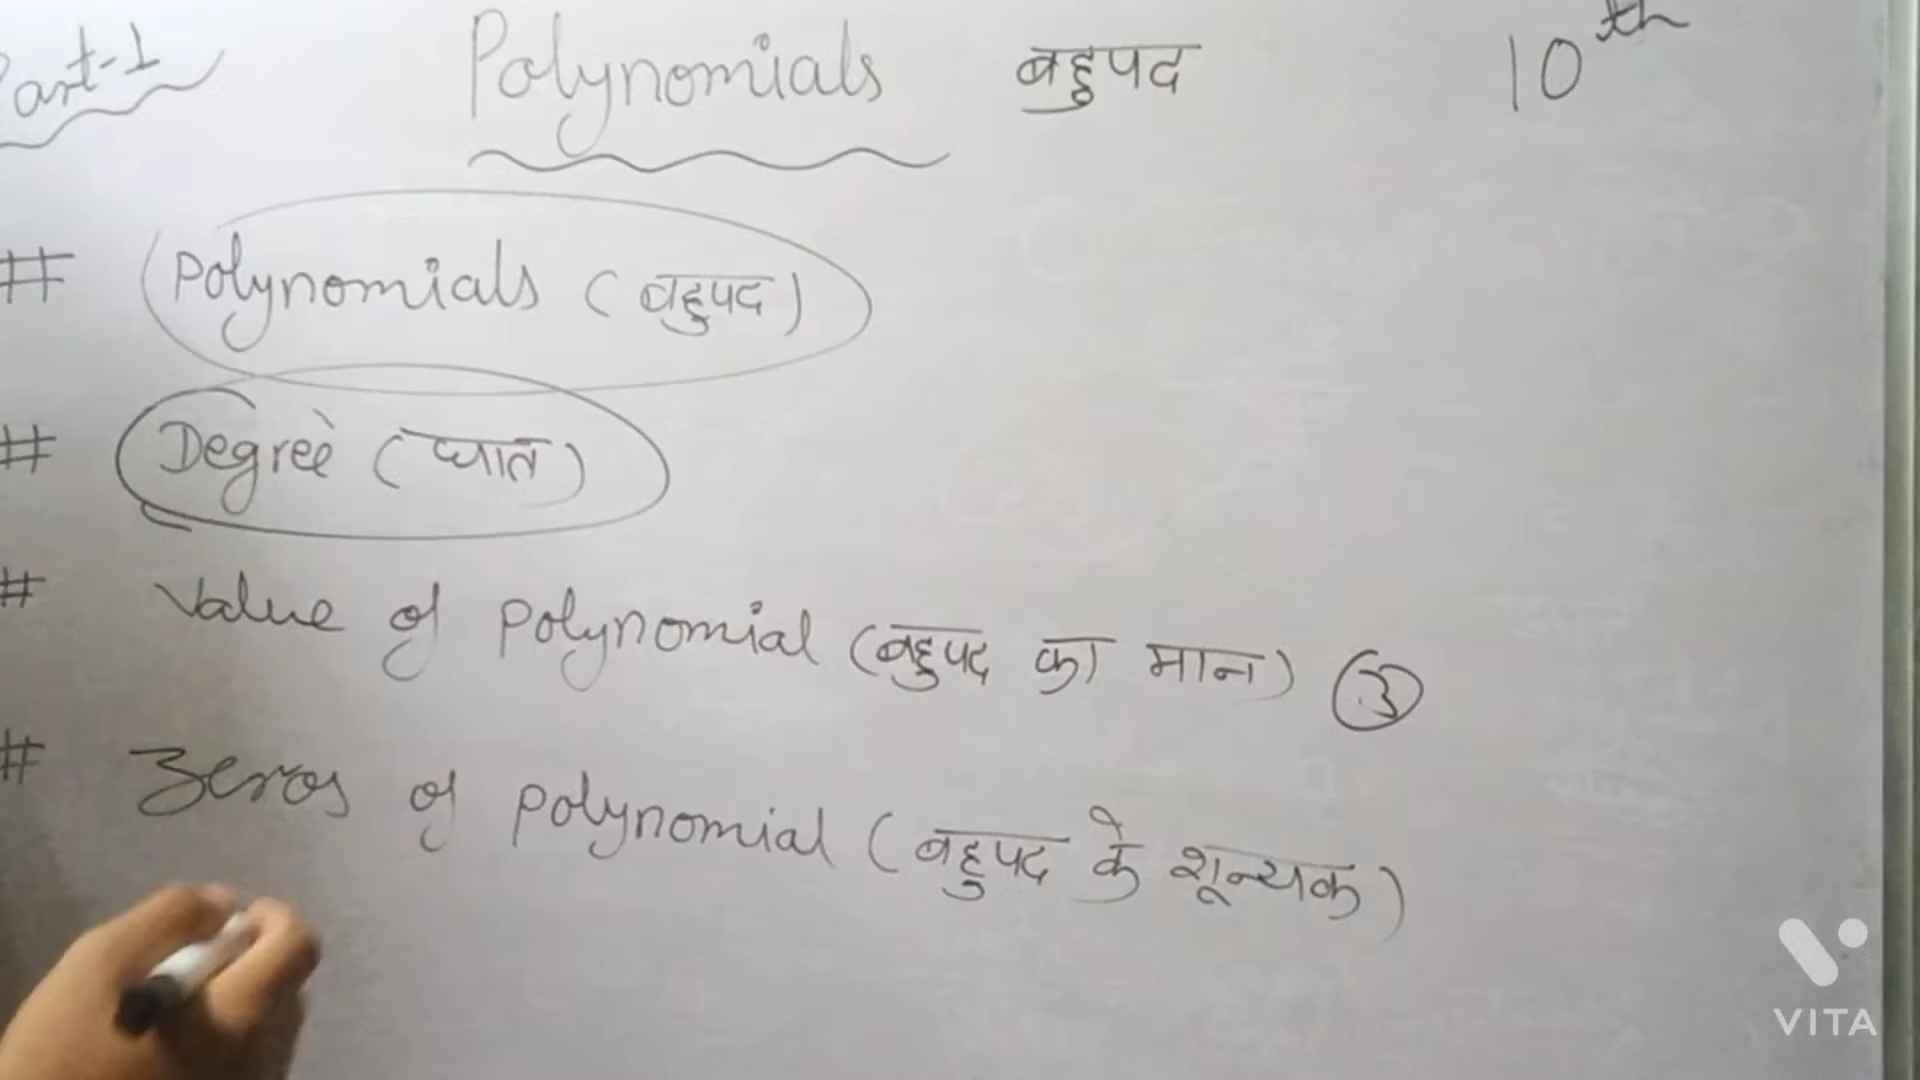 Part-1 Polynomials बहुपद 10th
# Polynomials (बहुपद)
# Degree (घात)
# Value of polynomial (बहुपद का मान) 3
# Zeros of polynomial (बहुपद के शून्यक)
VITA